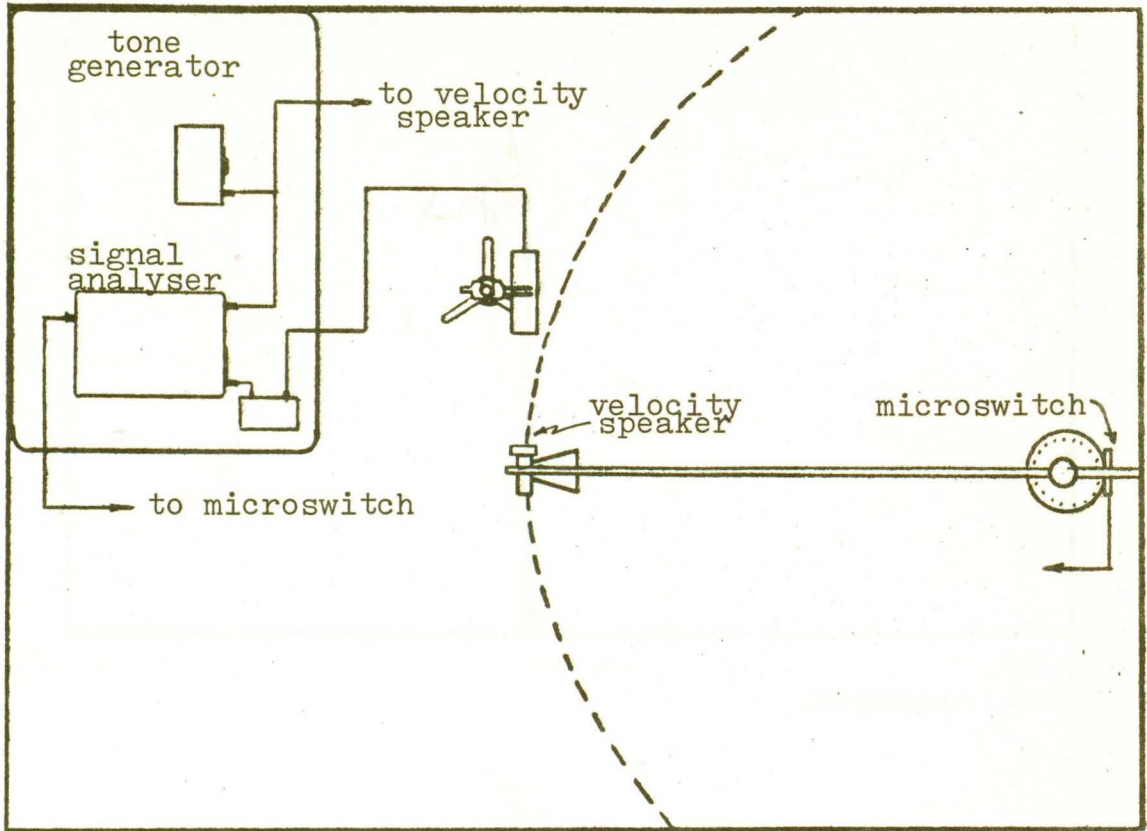 tone
generator
to velocity
speaker
signal
analyser
velocity
speaker
microswitch
to microswitch